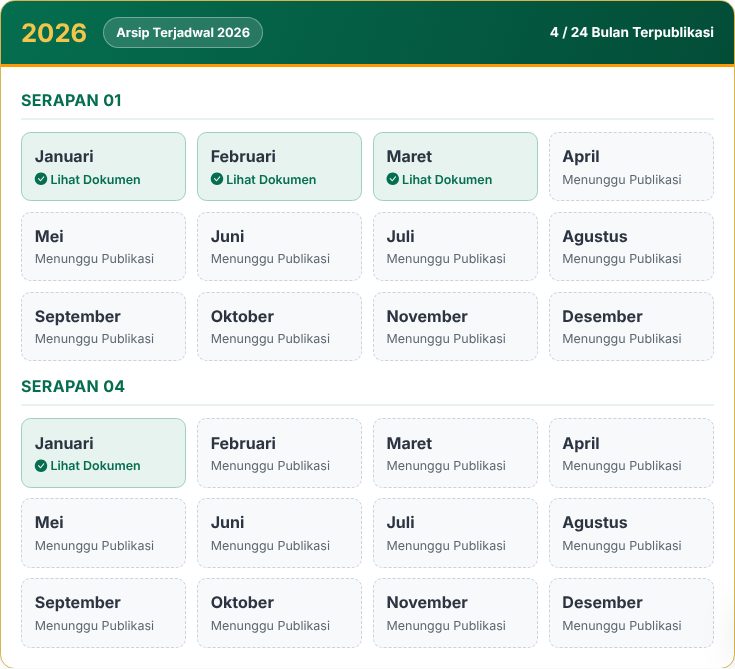 2026 Arsip Terjadwal 2026 4 / 24 Bulan Terpublikasi
SERAPAN 01
Januari Februari Maret April
Lihat Dokumen Lihat Dokumen Lihat Dokumen Menunggu Publikasi
Mei Juni Juli Agustus
Menunggu Publikasi Menunggu Publikasi Menunggu Publikasi Menunggu Publikasi
September Oktober November Desember
Menunggu Publikasi Menunggu Publikasi Menunggu Publikasi Menunggu Publikasi
SERAPAN 04
Januari Februari Maret April
Lihat Dokumen Menunggu Publikasi Menunggu Publikasi Menunggu Publikasi
Mei Juni Juli Agustus
Menunggu Publikasi Menunggu Publikasi Menunggu Publikasi Menunggu Publikasi
September Oktober November Desember
Menunggu Publikasi Menunggu Publikasi Menunggu Publikasi Menunggu Publikasi